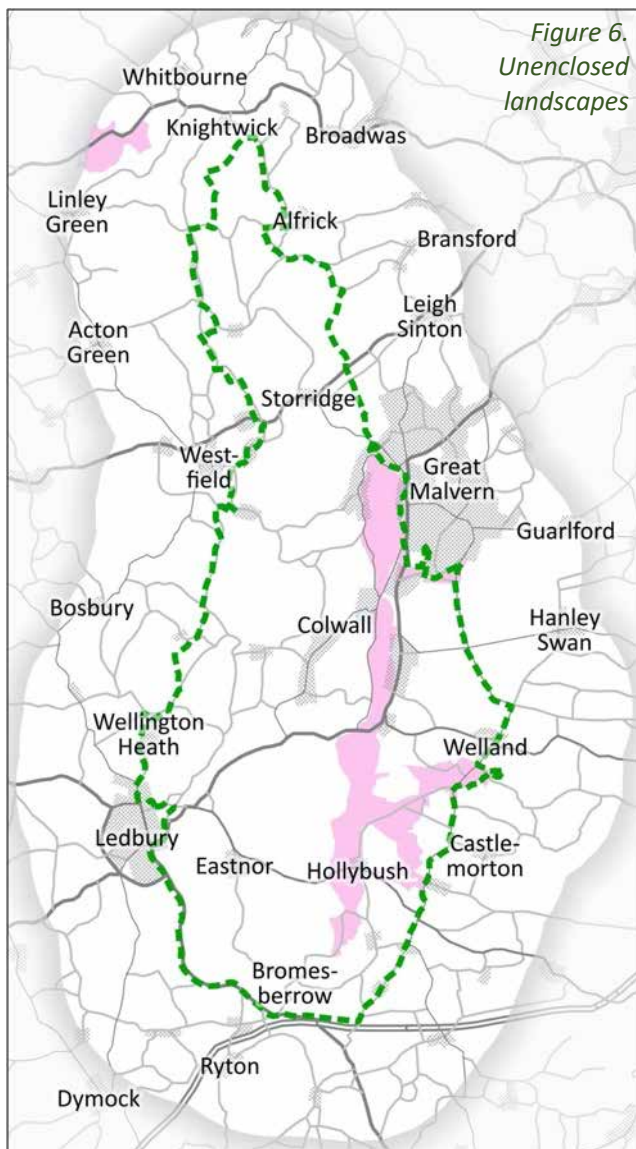 Figure 6.
Unenclosed
landscapes
Whitbourne
Knightwick
Broadwas
Linley
Green
Alfrick
Bransford
Leigh
Sinton
Acton
Green
Storridge
West-
field
Great
Malvern
Guarlford
Bosbury
Colwall
Hanley
Swan
Wellington
Heath
Welland
Ledbury
Eastnor
Hollybush
Castle-
morton
Bromes-
berrow
Ryton
Dymock